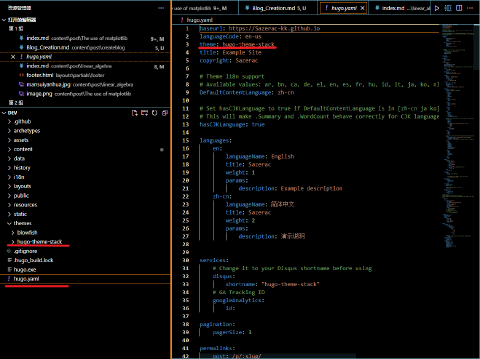 资源管理器
打开的编辑器
第 1 组
index.md content\post\The use of matplotlib 9+, M
Blog_Creation.md content\post\createblog 5, U
hugo.yaml
index.md content\post\linear_algebra 6
footer.html layouts\partials\footer
mansuiyanhua.jpg content\post\linear_algebra
image.png content\post\The use of matplotlib
第 2 组
DEV
.github
archetypes
assets
content
data
history
i18n
layouts
public
resources
static
themes
blowfish
hugo-theme-stack
.gitignore
.hugo_build.lock
hugo.exe
hugo.yaml
The use of matplotlib 9+, M
Blog_Creation.md 5, U
hugo.yaml
index.md
hugo.yaml
1 baseurl: https://Sazerac-kk.github.io
2 languageCode: en-us
3 theme: hugo-theme-stack
4 title: Example Site
5 copyright: Sazerac
6
7 # Theme i18n support
8 # Available values: ar, bn, ca, de, el, en, es, fr, hu, id, it, ja, ko,
9 DefaultContentLanguage: zh-cn
10
11 # Set hasCJKLanguage to true if DefaultContentLanguage is in [zh-cn ja ko]
12 # This will make .Summary and .WordCount behave correctly for CJK languag
13 hasCJKLanguage: true
14
15 languages:
16 en:
17 languageName: English
18 title: Sazerac
19 weight: 1
20 params:
21 description: Example description
22 zh-cn:
23 languageName: 简体中文
24 title: Sazerac
25 weight: 2
26 params:
27 description: 演示说明
28
29
30 services:
31 # Change it to your Disqus shortname before using
32 disqus:
33 shortname: "hugo-theme-stack"
34 # GA Tracking ID
35 googleAnalytics:
36 id:
37
38 pagination:
39 pagerSize: 3
40
41 permalinks:
42 post: /p/:slug/